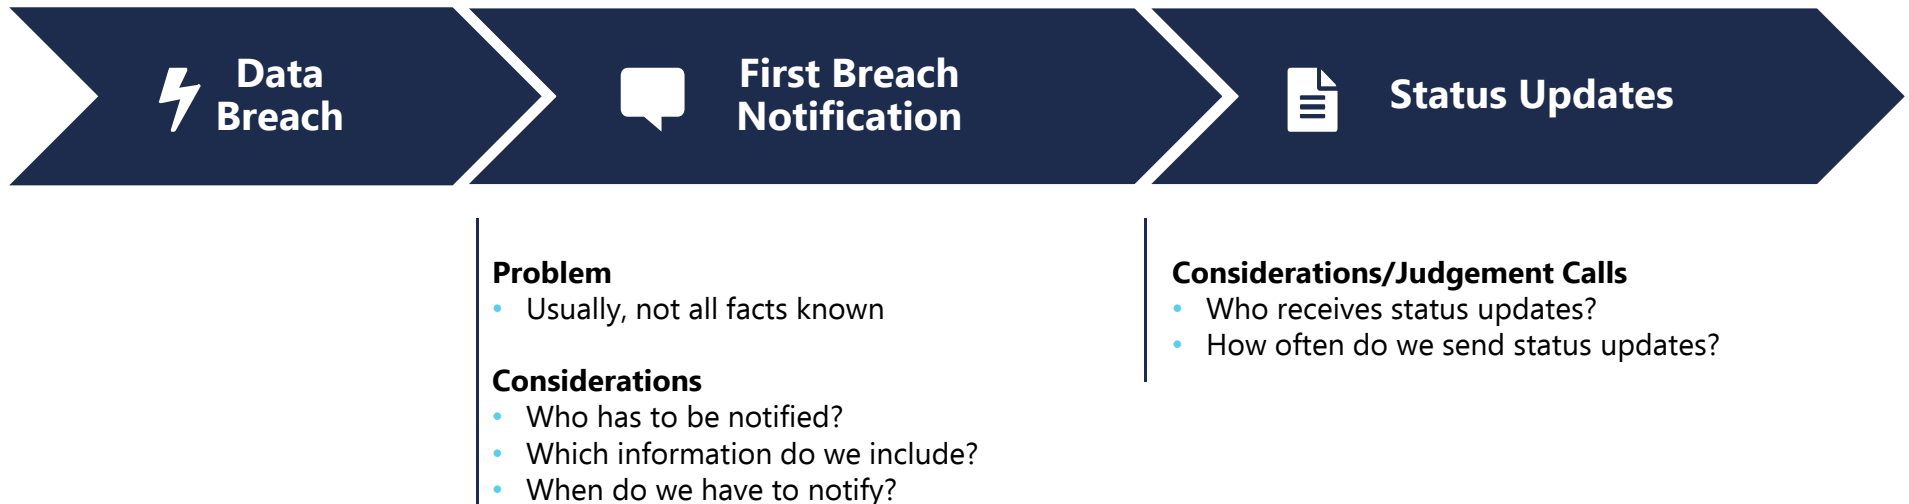 Data
Breach
First Breach
Notification
Status Updates
Problem
• Usually, not all facts known
Considerations
• Who has to be notified?
• Which information do we include?
• When do we have to notify?
Considerations/Judgement Calls
• Who receives status updates?
• How often do we send status updates?